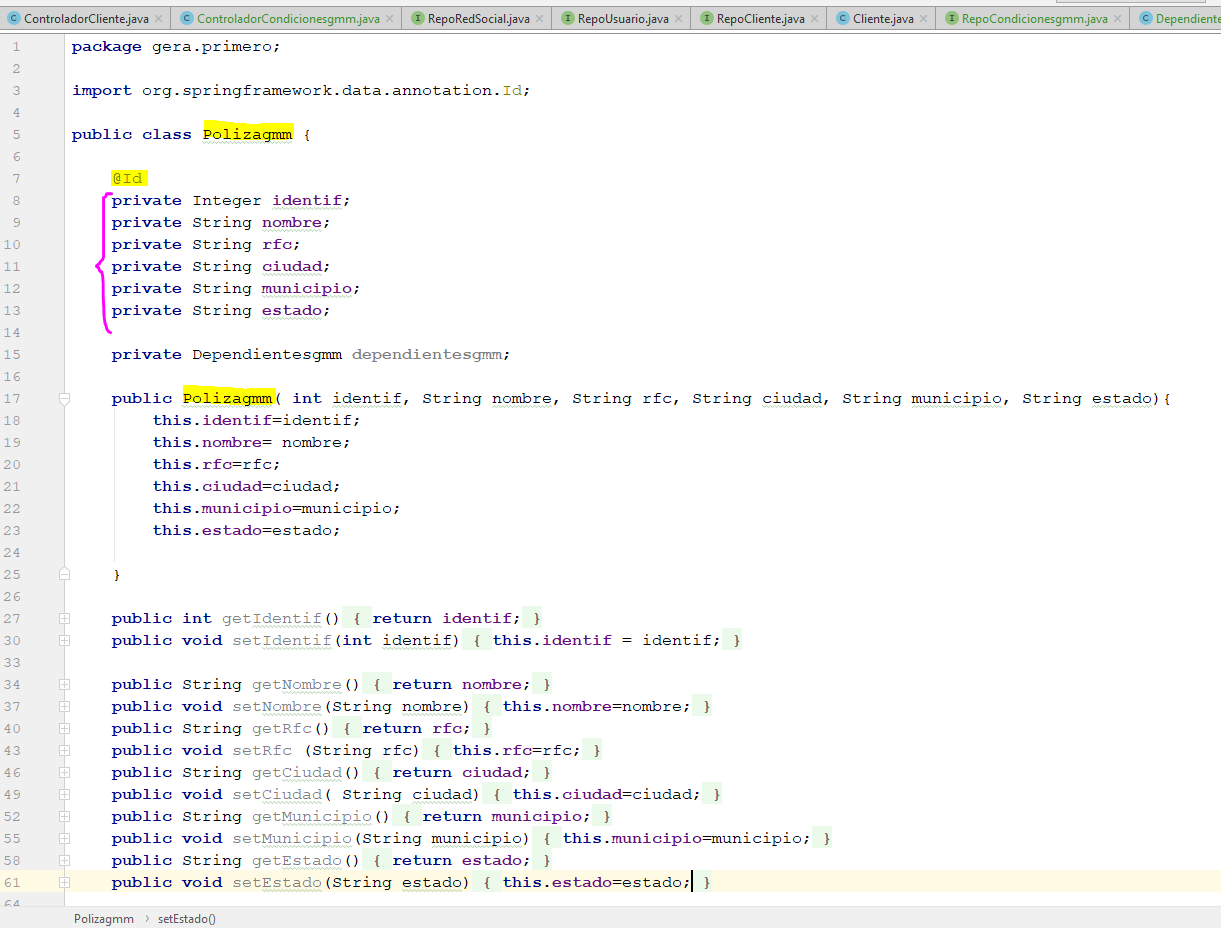 ControladorCliente.java ControladorCondicionesgmm.java RepoRedSocial.java RepoUsuario.java RepoCliente.java Cliente.java RepoCondicionesgmm.java Dependiente
1 package gera.primero;
2
3 import org.springframework.data.annotation.Id;
4
5 public class Polizagmm {
6
7 @Id
8 private Integer identif;
9 private String nombre;
10 private String rfc;
11 private String ciudad;
12 private String municipio;
13 private String estado;
14
15 private Dependientesgmm dependientesgmm;
16
17 public Polizagmm( int identif, String nombre, String rfc, String ciudad, String municipio, String estado){
18 this.identif=identif;
19 this.nombre= nombre;
20 this.rfc=rfc;
21 this.ciudad=ciudad;
22 this.municipio=municipio;
23 this.estado=estado;
24
25 }
26
27 public int getIdentif() { return identif; }
30 public void setIdentif(int identif) { this.identif = identif; }
33
34 public String getNombre() { return nombre; }
37 public void setNombre(String nombre) { this.nombre=nombre; }
40 public String getRfc() { return rfc; }
43 public void setRfc (String rfc) { this.rfc=rfc; }
46 public String getCiudad() { return ciudad; }
49 public void setCiudad( String ciudad) { this.ciudad=ciudad; }
52 public String getMunicipio() { return municipio; }
55 public void setMunicipio(String municipio) { this.municipio=municipio; }
58 public String getEstado() { return estado; }
61 public void setEstado(String estado) { this.estado=estado; }
64
Polizagmm › setEstado()